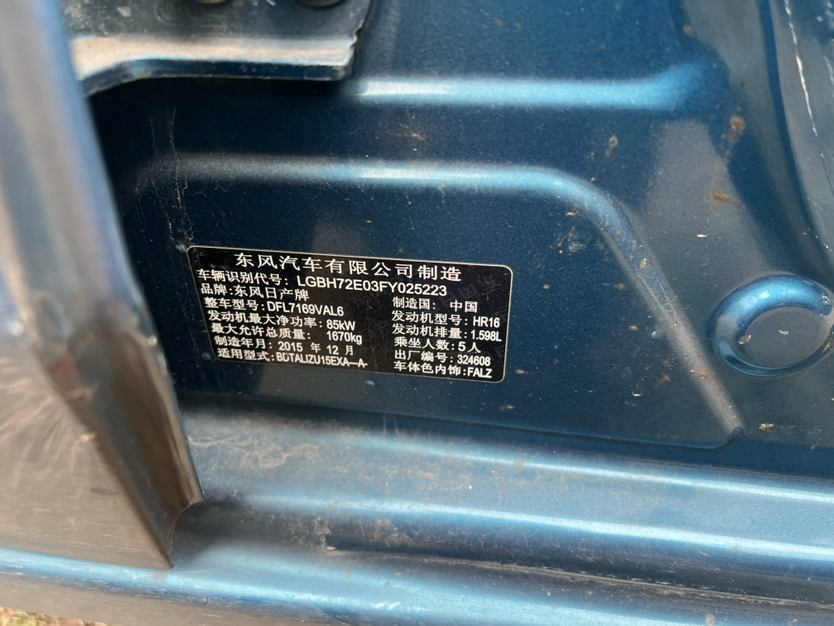 东风汽车有限公司制造
车辆识别代号: LGBH72E03FY025223
品牌:东风日产牌 制造国: 中国
整车型号:DFL7169VAL6 发动机型号: HR16
发动机最大净功率: 85kW 发动机排量: 1.598L
最大允许总质量: 1670kg 乘坐人数: 5人
制造年月: 2015 年 12 月 出厂编号: 324608
适用型式: BDTALIZU15EXA—A- 车体色内饰:FALZ